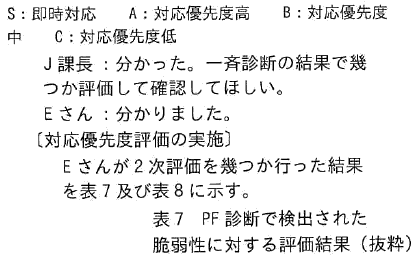 S：即時対応　A：対応優先度高　B：対応優先度
中　C：対応優先度低
J課長：分かった。一斉診断の結果で幾
つか評価して確認してほしい。
Eさん：分かりました。
〔対応優先度評価の実施〕
Eさんが2次評価を幾つか行った結果
を表7及び表8に示す。
表7　PF診断で検出された
脆弱性に対する評価結果（抜粋）